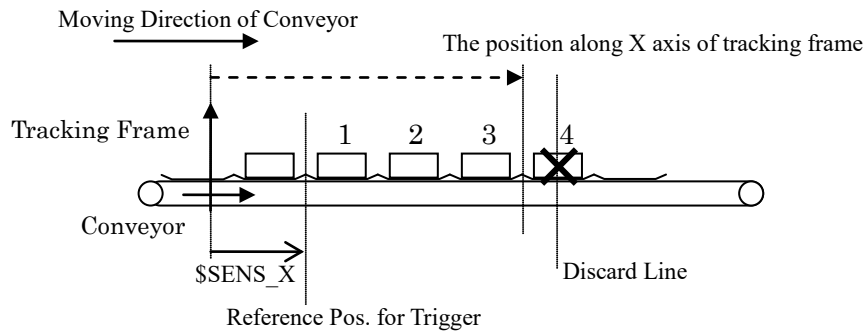 Moving Direction of Conveyor
The position along X axis of tracking frame
Tracking Frame
1 2 3 4
Conveyor
$SENS_X
Discard Line
Reference Pos. for Trigger